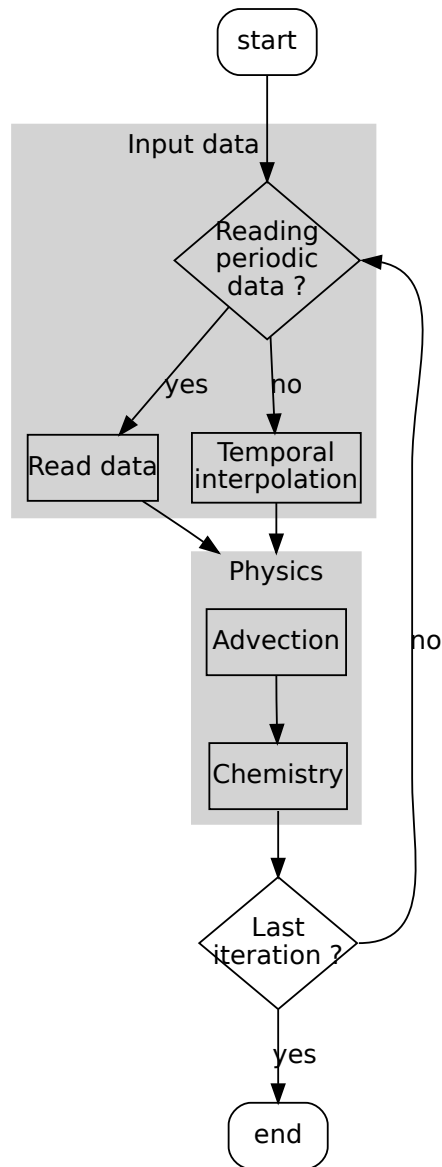 start
Input data
Reading
periodic
data ?
yes
no
Read data
Temporal
interpolation
Physics
Advection
no
Chemistry
Last
iteration ?
yes
end